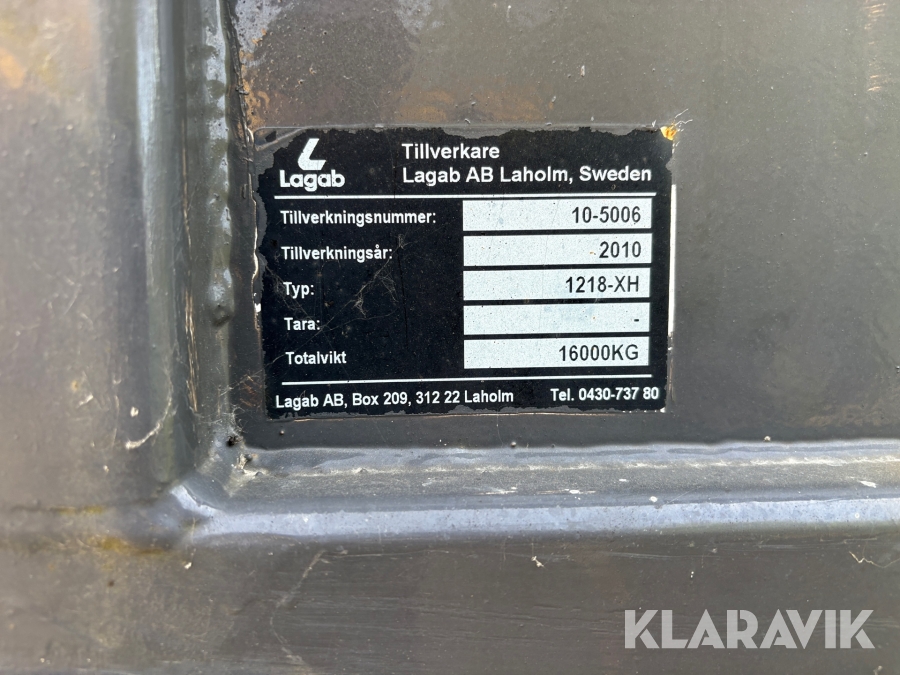 Lagab
Tillverkare
Lagab AB Laholm, Sweden
Tillverkningsnummer: 10-5006
Tillverkningsår: 2010
Typ: 1218-XH
Tara: -
Totalvikt 16000KG
Lagab AB, Box 209, 312 22 Laholm Tel. 0430-737 80
KLARAVIK